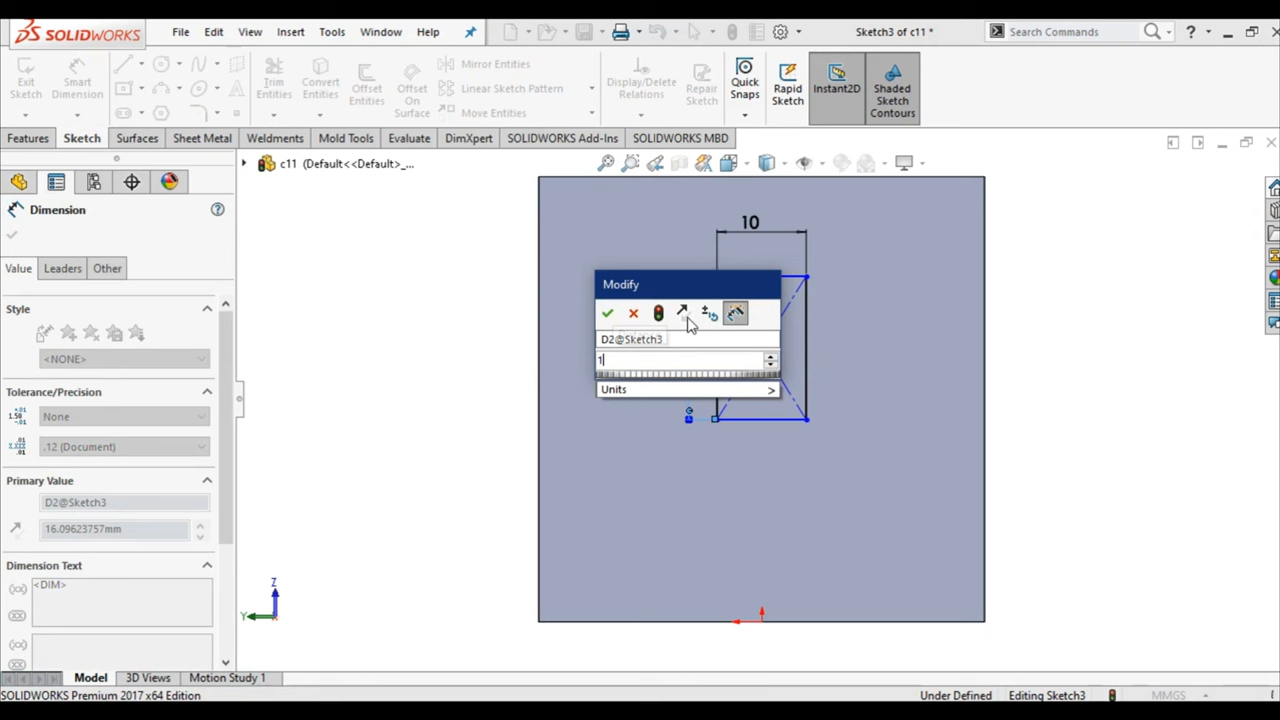 SOLIDWORKS File Edit View Insert Tools Window Help Sketch3 of c11 * Search Commands ?
Exit Sketch
Smart Dimension
Trim Entities
Convert Entities
Offset Entities
Offset On Surface
Mirror Entities
Linear Sketch Pattern
Move Entities
Display/Delete Relations
Repair Sketch
Quick Snaps
Rapid Sketch
Instant2D
Shaded Sketch Contours
Features Sketch Surfaces Sheet Metal Weldments Mold Tools Evaluate DimXpert SOLIDWORKS Add-Ins SOLIDWORKS MBD
c11 (Default<<Default>_...
Dimension ?
Value Leaders Other
Style
<NONE>
Tolerance/Precision
None
.12 (Document)
Primary Value
D2@Sketch3
16.09623757mm
Dimension Text
<DIM>
10
Modify
D2@Sketch3
1
Units >
Z
Y
Model 3D Views Motion Study 1
SOLIDWORKS Premium 2017 x64 Edition Under Defined Editing Sketch3 MMGS